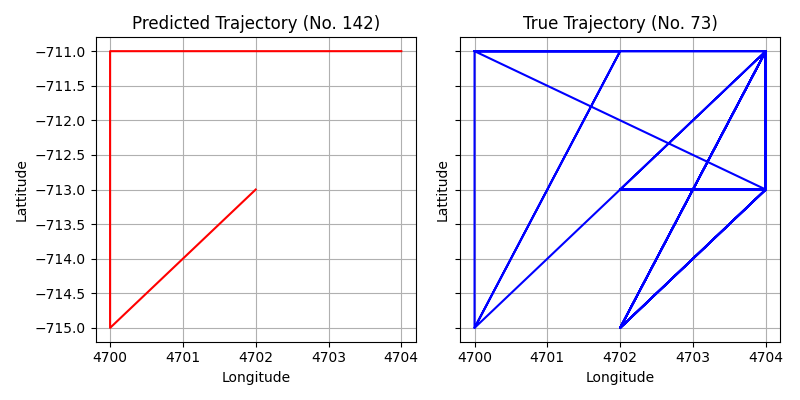 Predicted Trajectory (No. 142)
True Trajectory (No. 73)
Lattitude
−711.0
−711.5
−712.0
−712.5
−713.0
−713.5
−714.0
−714.5
−715.0
4700 4701 4702 4703 4704
Longitude
Lattitude
4700 4701 4702 4703 4704
Longitude